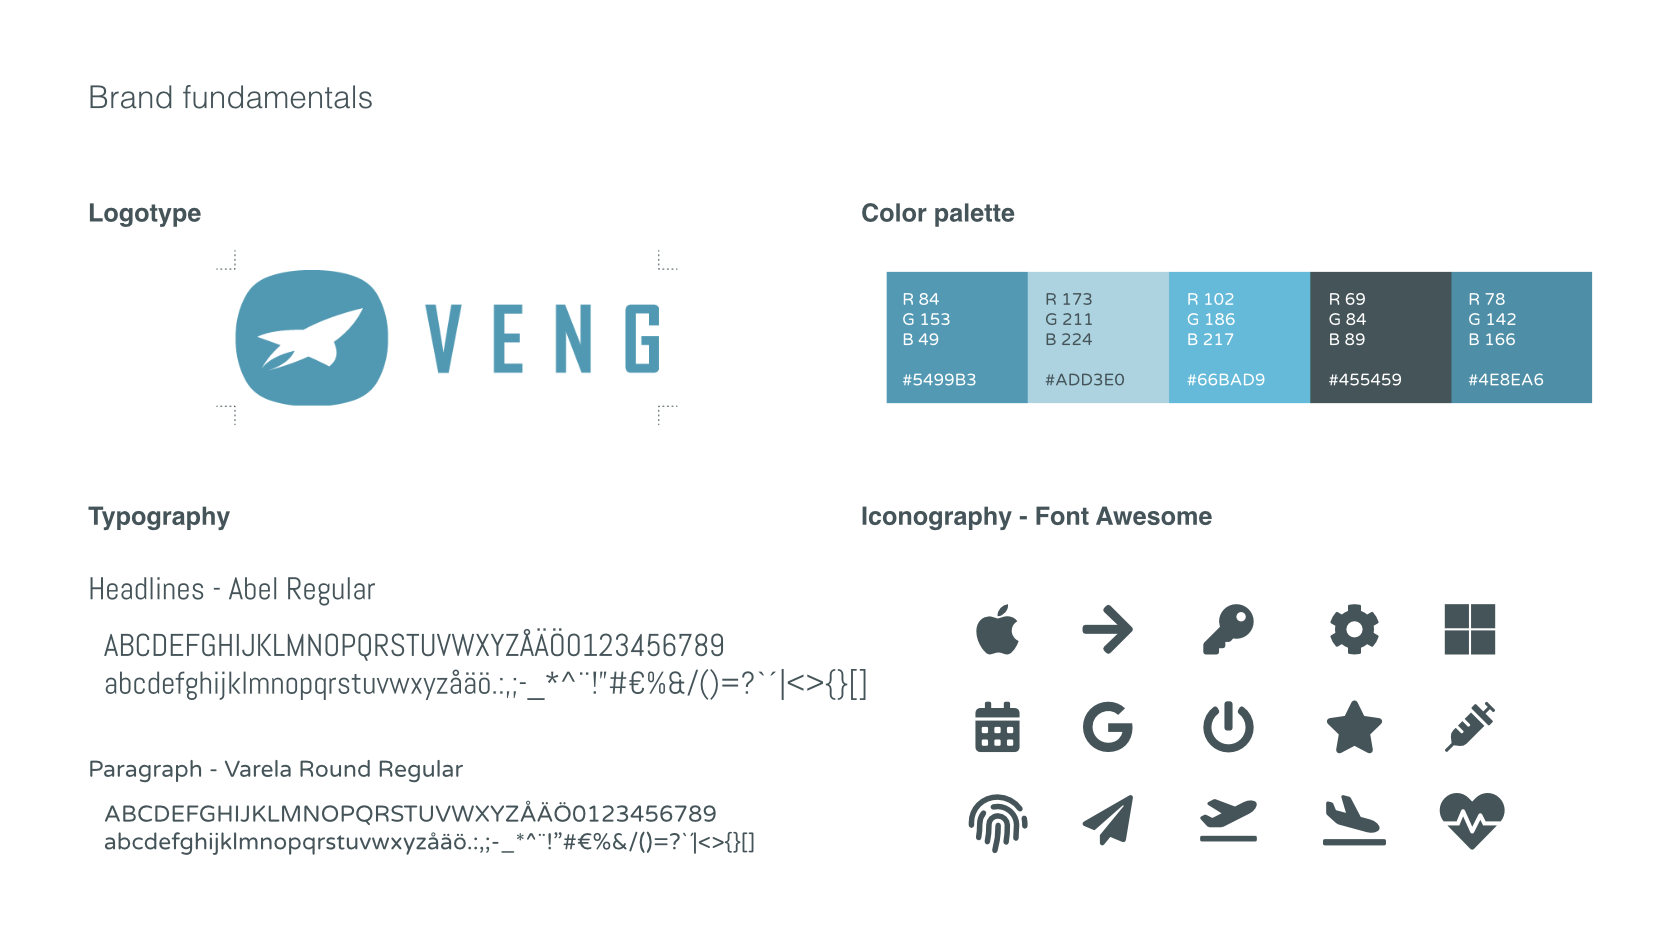 Brand fundamentals
Logotype
VENG
Color palette
R 84
G 153
B 49
#5499B3
R 173
G 211
B 224
#ADD3E0
R 102
G 186
B 217
#66BAD9
R 69
G 84
B 89
#455459
R 78
G 142
B 166
#4E8EA6
Typography
Headlines - Abel Regular
ABCDEFGHIJKLMNOPQRSTUVWXYZÅÄÖ0123456789
abcdefghijklmnopqrstuvwxyzåäö.:,;-_*^¨!"#€%&/()=?`´|<>{}[]
Paragraph - Varela Round Regular
ABCDEFGHIJKLMNOPQRSTUVWXYZÅÄÖ0123456789
abcdefghijklmnopqrstuvwxyzåäö.:,;-_*^¨!”#€%&/()=?`´|<>{}[]
Iconography - Font Awesome